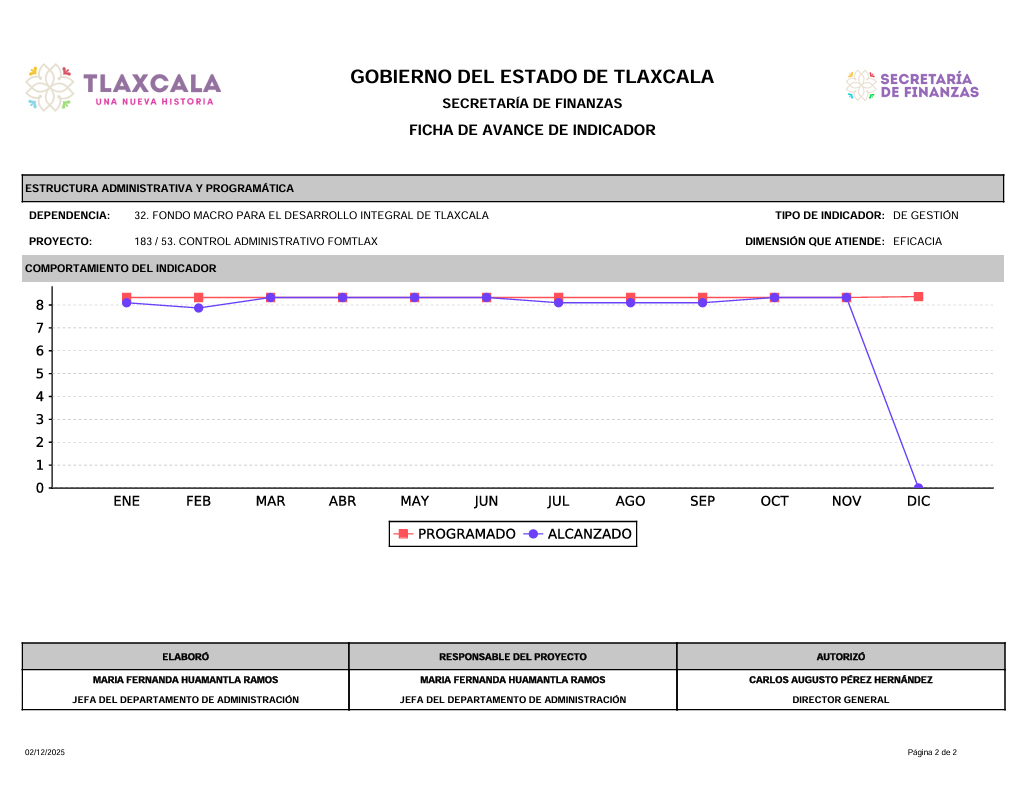 TLAXCALA
UNA NUEVA HISTORIA
GOBIERNO DEL ESTADO DE TLAXCALA
SECRETARÍA DE FINANZAS
FICHA DE AVANCE DE INDICADOR
SECRETARÍA
DE FINANZAS
ESTRUCTURA ADMINISTRATIVA Y PROGRAMÁTICA
DEPENDENCIA: 32. FONDO MACRO PARA EL DESARROLLO INTEGRAL DE TLAXCALA TIPO DE INDICADOR: DE GESTIÓN
PROYECTO: 183 / 53. CONTROL ADMINISTRATIVO FOMTLAX DIMENSIÓN QUE ATIENDE: EFICACIA
COMPORTAMIENTO DEL INDICADOR
8
7
6
5
4
3
2
1
0
ENE FEB MAR ABR MAY JUN JUL AGO SEP OCT NOV DIC
PROGRAMADO ALCANZADO
ELABORÓ RESPONSABLE DEL PROYECTO AUTORIZÓ
MARIA FERNANDA HUAMANTLA RAMOS MARIA FERNANDA HUAMANTLA RAMOS CARLOS AUGUSTO PÉREZ HERNÁNDEZ
JEFA DEL DEPARTAMENTO DE ADMINISTRACIÓN JEFA DEL DEPARTAMENTO DE ADMINISTRACIÓN DIRECTOR GENERAL
02/12/2025 Página 2 de 2